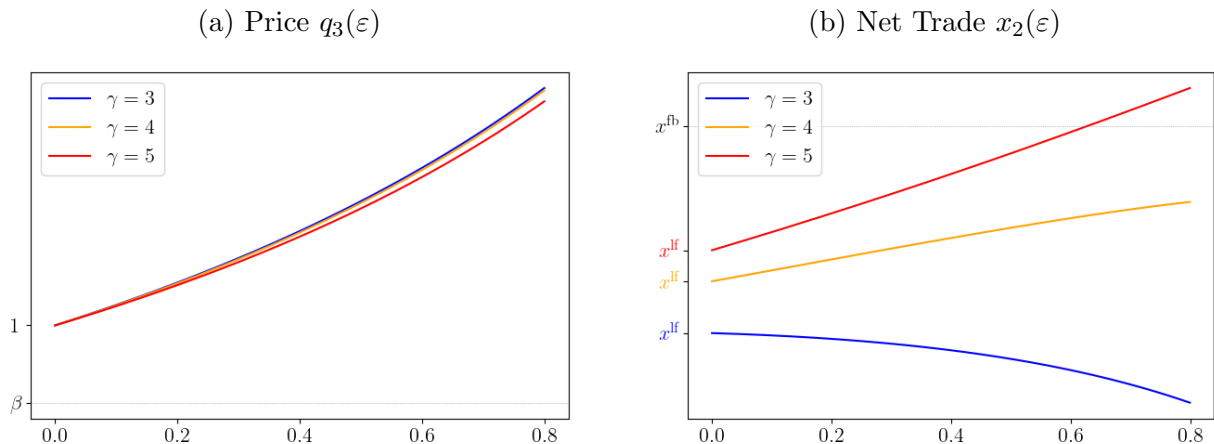 (a) Price q₃(ε)
γ = 3
γ = 4
γ = 5
1
β
0.0 0.2 0.4 0.6 0.8
(b) Net Trade x₂(ε)
γ = 3
γ = 4
γ = 5
x^fb
x^lf
x^lf
x^lf
0.0 0.2 0.4 0.6 0.8